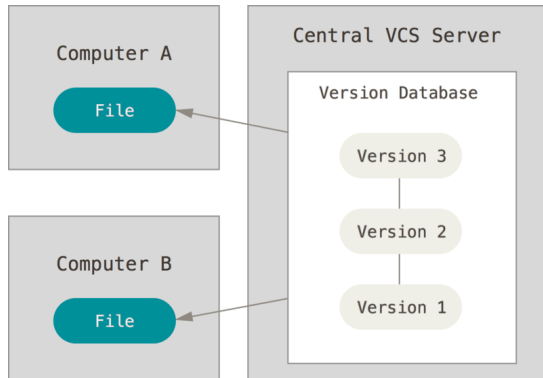 Computer A
File
Central VCS Server
Version Database
Version 3
Version 2
Version 1
Computer B
File